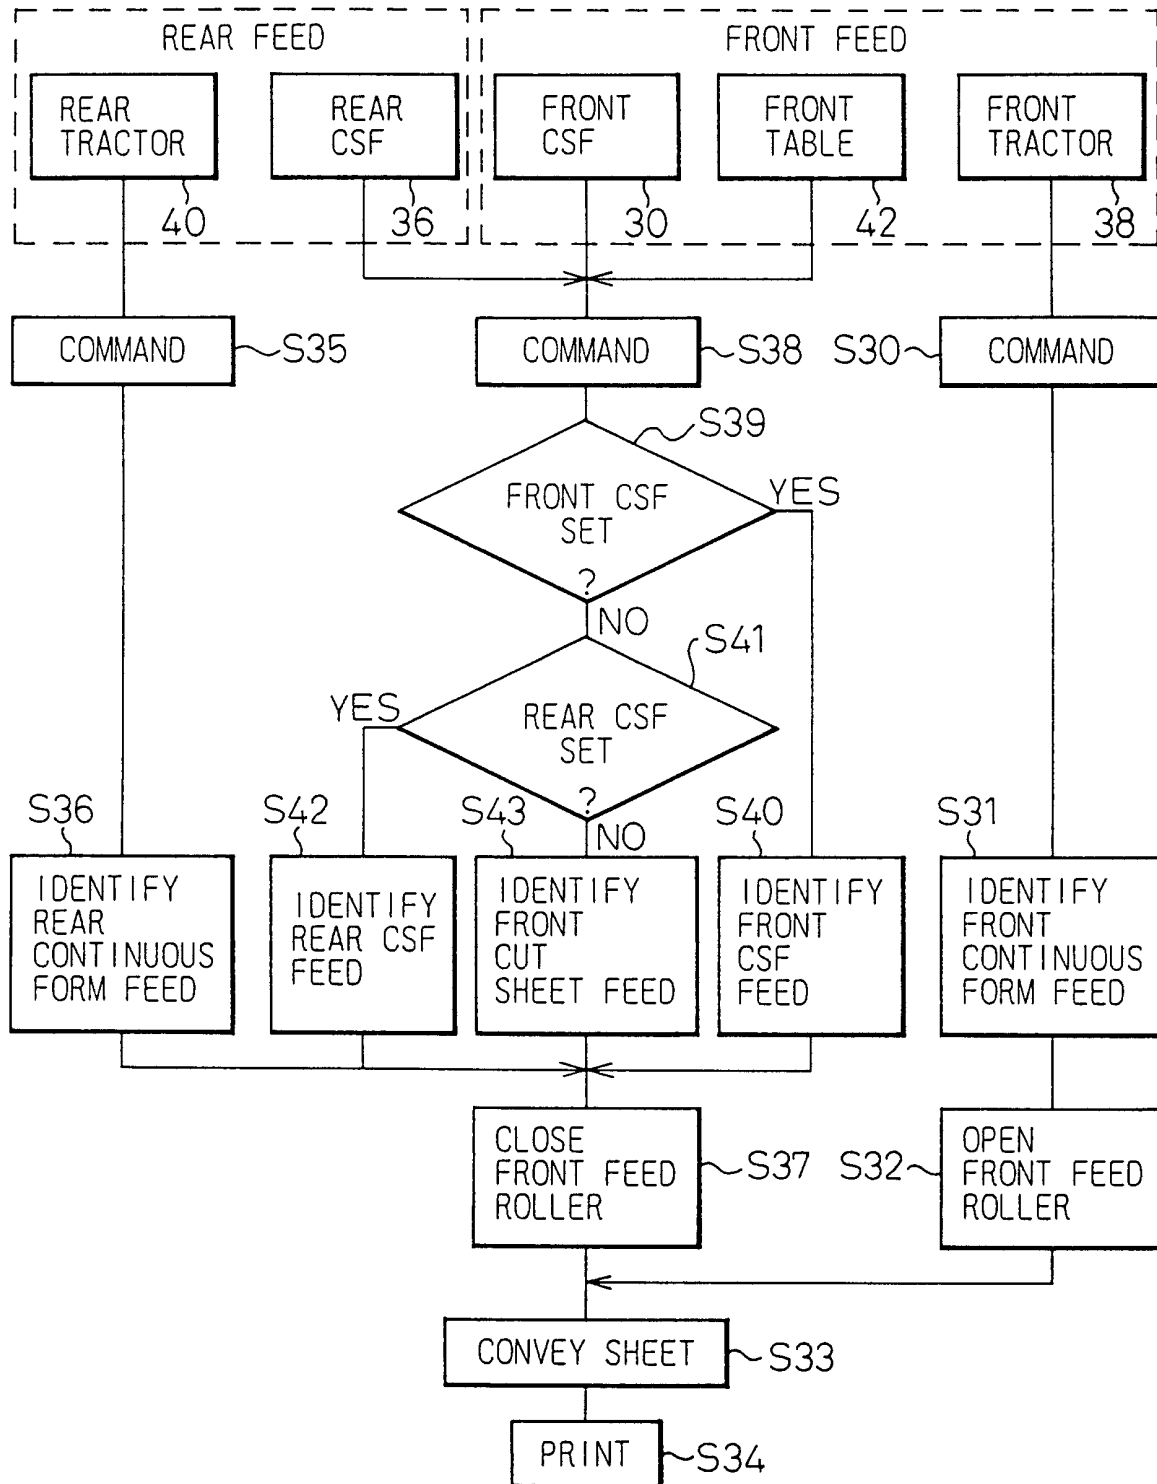 REAR FEED
FRONT FEED
REAR
TRACTOR
REAR
CSF
FRONT
CSF
FRONT
TABLE
FRONT
TRACTOR
40
36
30
42
38
COMMAND
S35
COMMAND
S38
S30
COMMAND
S39
FRONT CSF
SET
?
YES
NO
S41
YES
REAR CSF
SET
?
NO
S36
S42
S43
S40
S31
IDENTIFY
REAR
CONTINUOUS
FORM FEED
IDENTIFY
REAR CSF
FEED
IDENTIFY
FRONT
CUT
SHEET FEED
IDENTIFY
FRONT
CSF
FEED
IDENTIFY
FRONT
CONTINUOUS
FORM FEED
CLOSE
FRONT FEED
ROLLER
S37
S32
OPEN
FRONT FEED
ROLLER
CONVEY SHEET
S33
PRINT
S34